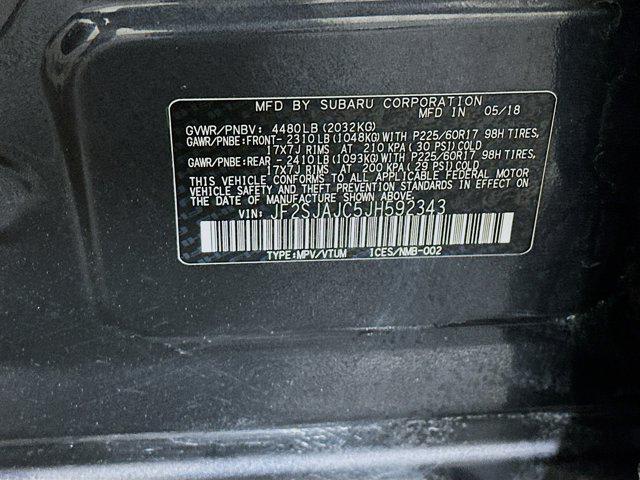 MFD BY SUBARU CORPORATION
MFD IN 05/18
GVWR/PNBV: 4480LB (2032KG)
GAWR/PNBE:FRONT- 2310LB(1048KG) WITH P225/60R17 98H TIRES,
17X7J RIMS AT 210 KPA (30 PSI) COLD
GAWR/PNBE:REAR - 2410LB(1093KG) WITH P225/60R17 98H TIRES,
17X7J RIMS AT 200 KPA (29 PSI) COLD
THIS VEHICLE CONFORMS TO ALL APPLICABLE FEDERAL MOTOR
VEHICLE SAFETY AND THEFT PREVENTION STANDARDS IN EFFECT ON
THE DATE OF MANUFACTURE SHOWN ABOVE.
VIN: JF2SJAJC5JH592343
TYPE:MPV/VTUM ICES/NMB-002